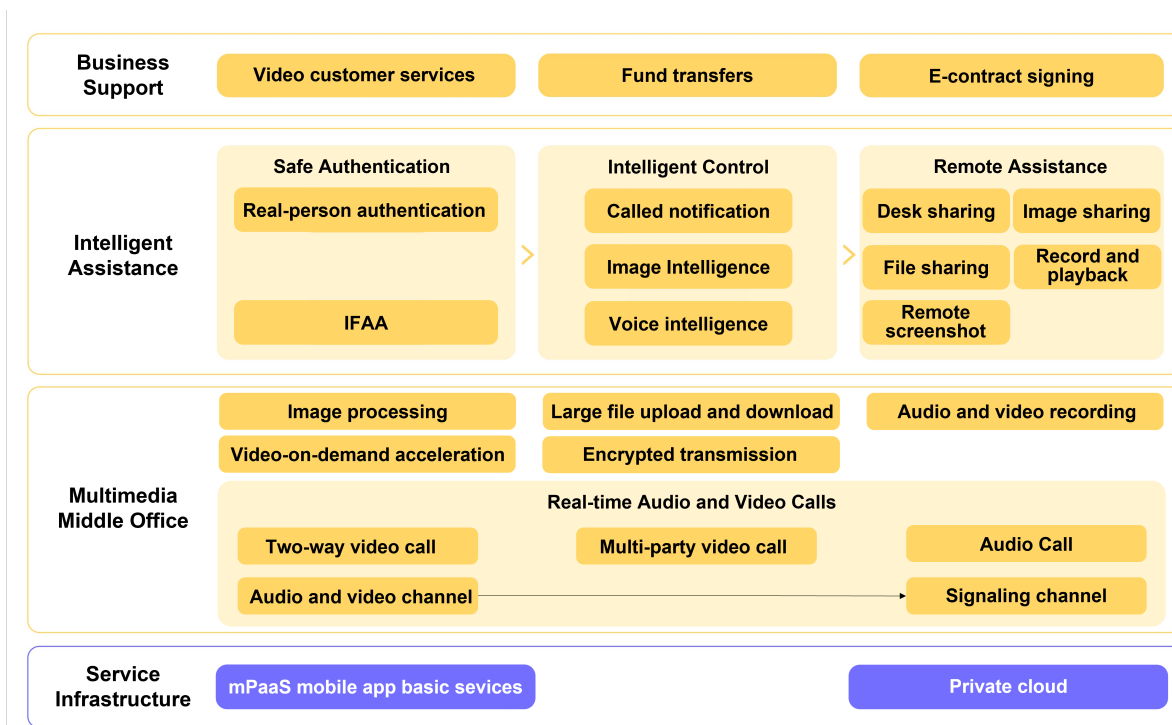 Business
Support
Video customer services
Fund transfers
E-contract signing
Intelligent
Assistance
Safe Authentication
Real-person authentication
IFAA
Intelligent Control
Called notification
Image Intelligence
Voice intelligence
Remote Assistance
Desk sharing
Image sharing
File sharing
Record and
playback
Remote
screenshot
Multimedia
Middle Office
Image processing
Large file upload and download
Audio and video recording
Video-on-demand acceleration
Encrypted transmission
Real-time Audio and Video Calls
Two-way video call
Multi-party video call
Audio Call
Audio and video channel
Signaling channel
Service
Infrastructure
mPaaS mobile app basic sevices
Private cloud